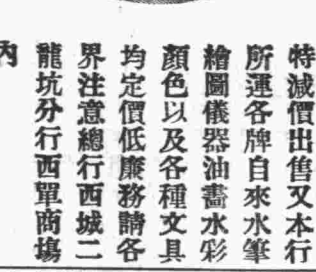 特減價出售又本行
所運各牌自來水筆
繪圖儀器油畫水彩
顏色以及各種文具
均定價低廉務請各
界注意總行西城二
龍坑分行西單商場
內